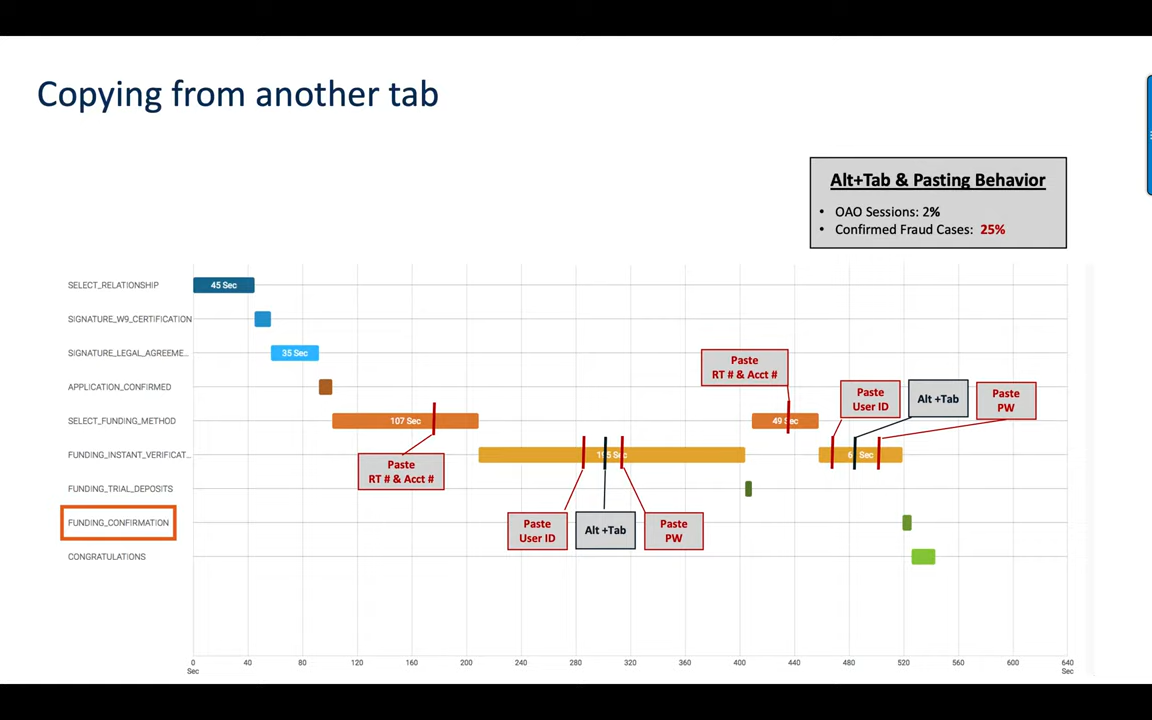 Copying from another tab
Alt+Tab & Pasting Behavior
• OAO Sessions: 2%
• Confirmed Fraud Cases: 25%
SELECT_RELATIONSHIP
45 Sec
SIGNATURE_W9_CERTIFICATION
SIGNATURE_LEGAL_AGREEME...
35 Sec
APPLICATION_CONFIRMED
Paste
RT # & Acct #
Paste
User ID
Alt +Tab
Paste
PW
SELECT_FUNDING_METHOD
107 Sec
49 Sec
FUNDING_INSTANT_VERIFICAT...
Sec
Sec
Paste
RT # & Acct #
FUNDING_TRIAL_DEPOSITS
FUNDING_CONFIRMATION
Paste
User ID
Alt +Tab
Paste
PW
CONGRATULATIONS
0 40 80 120 160 200 240 280 320 360 400 440 480 520 560 600 640
Sec Sec